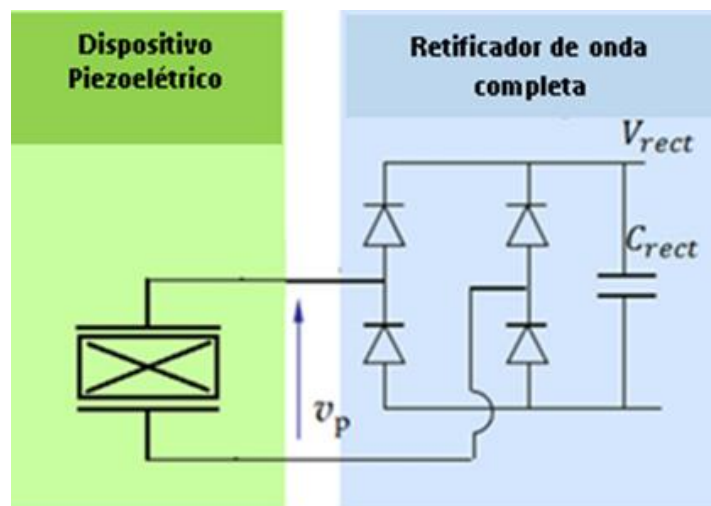 Dispositivo
Piezoelétrico
Retificador de onda
completa
V_rect
C_rect
v_p